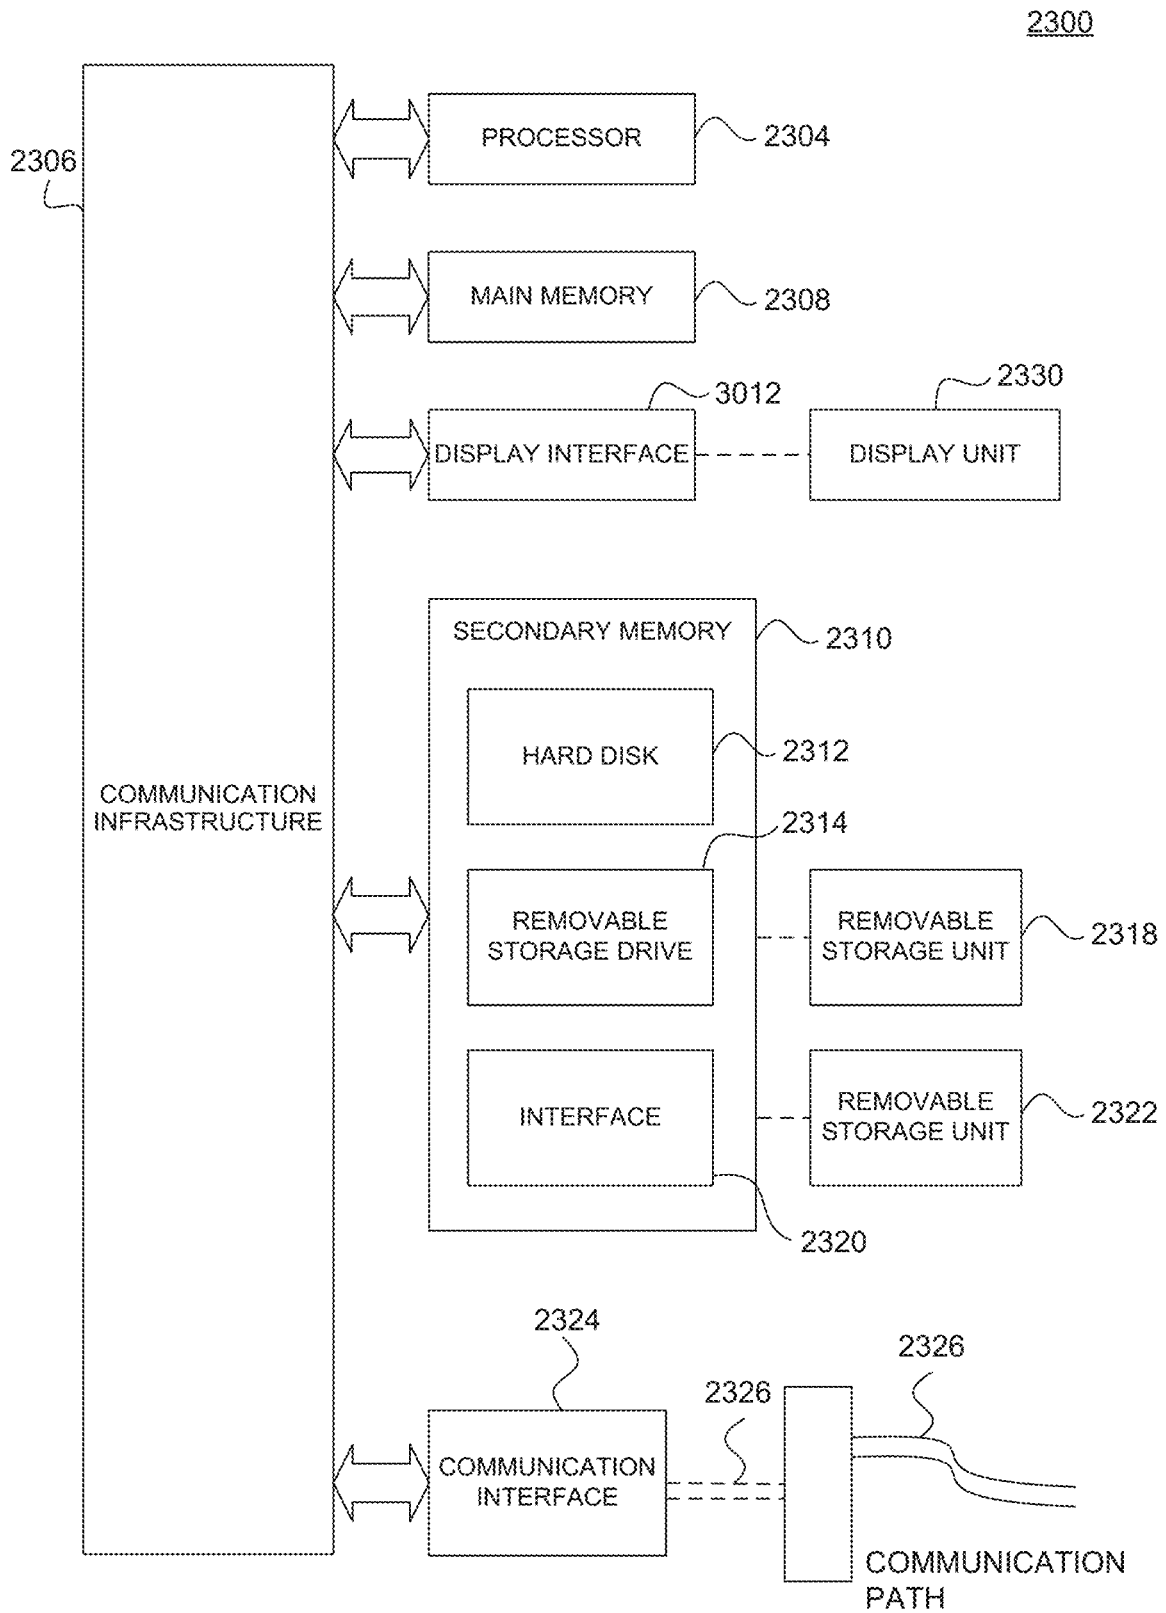 2300
2306
PROCESSOR
2304
MAIN MEMORY
2308
3012
2330
DISPLAY INTERFACE
DISPLAY UNIT
SECONDARY MEMORY
2310
HARD DISK
2312
COMMUNICATION
INFRASTRUCTURE
2314
REMOVABLE
STORAGE DRIVE
REMOVABLE
STORAGE UNIT
2318
INTERFACE
REMOVABLE
STORAGE UNIT
2322
2320
2324
2326
2326
COMMUNICATION
INTERFACE
COMMUNICATION
PATH